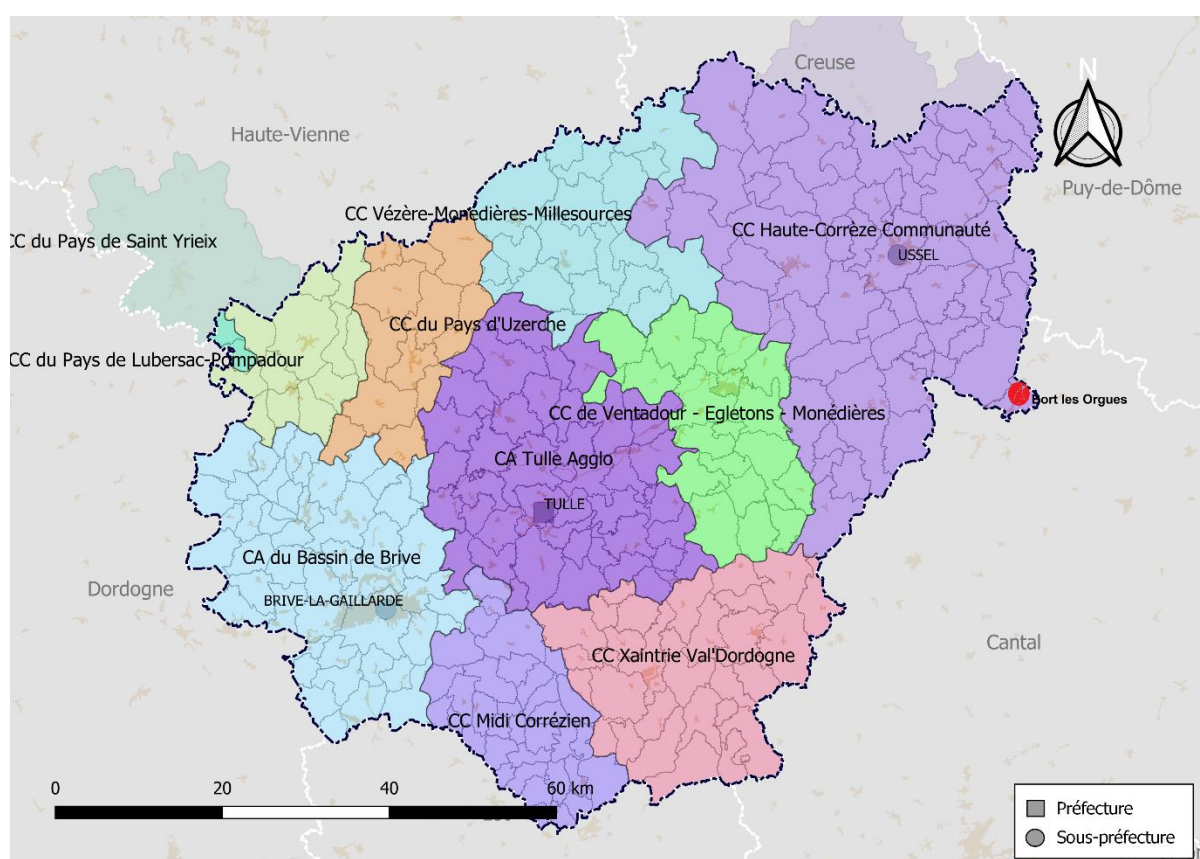 Creuse
N
Haute-Vienne
Puy-de-Dôme
CC Vézère-Monédières-Millesources
CC Haute-Corrèze Communauté
CC du Pays de Saint Yrieix
USSEL
CC du Pays d'Uzerche
CC du Pays de Lubersac-Pompadour
Bort les Orgues
CC de Ventadour - Egletons - Monédières
CA Tulle Agglo
TULLE
CA du Bassin de Brive
Dordogne
BRIVE-LA-GAILLARDE
Cantal
CC Xaintrie Val'Dordogne
CC Midi Corrézien
0 20 40 60 km
Préfecture
Sous-préfecture